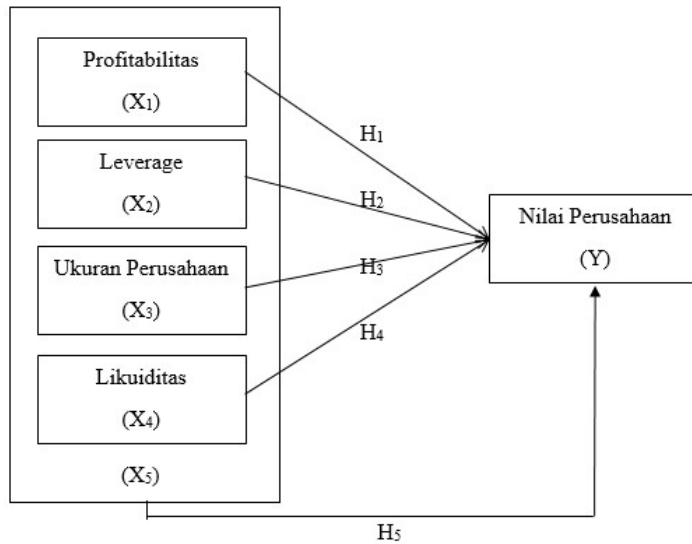 Profitabilitas
(X₁)
Leverage
(X₂)
Ukuran Perusahaan
(X₃)
Likuiditas
(X₄)
(X₅)
H₁
H₂
H₃
H₄
H₅
Nilai Perusahaan
(Y)